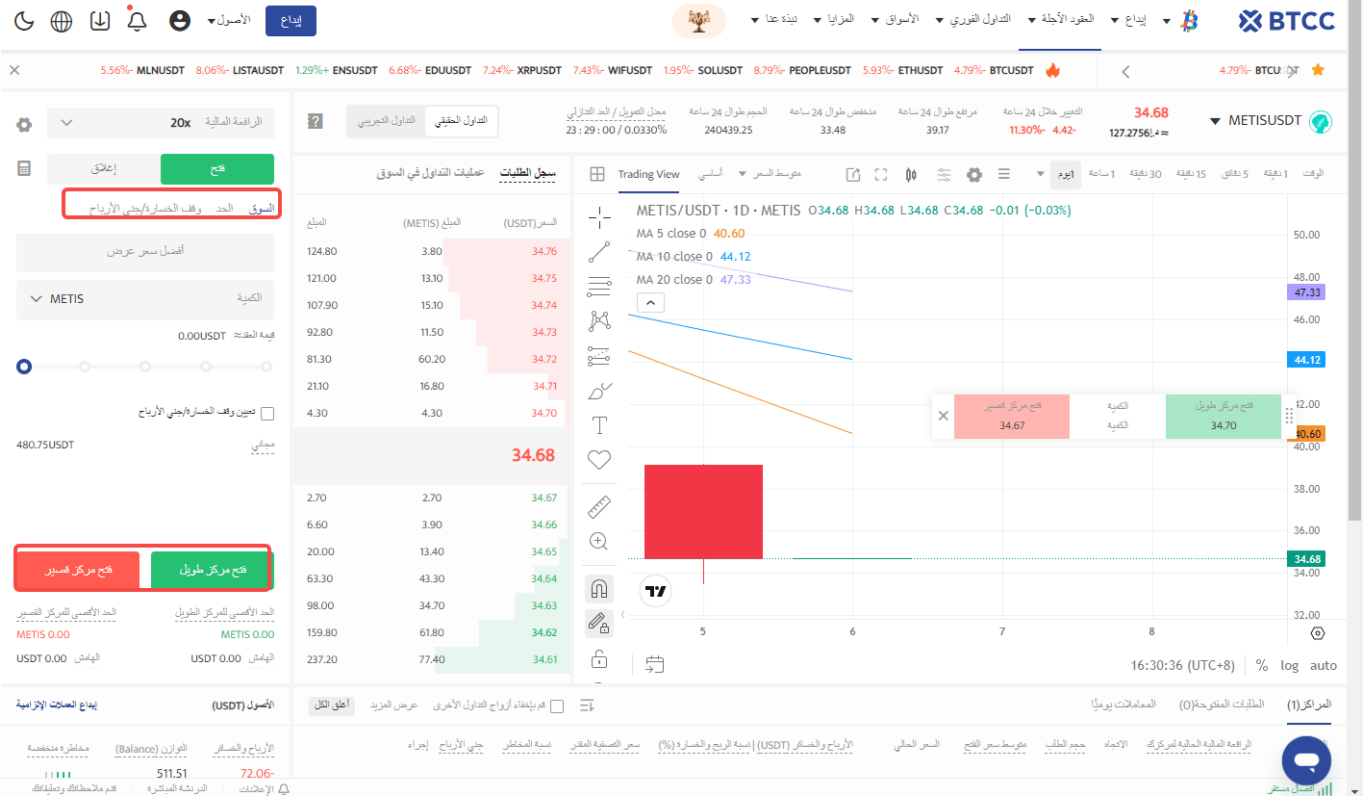 BTCC
إيداع
العقود الآجلة
التداول الفوري
الأسواق
المزايا
نبذة عنا
الأصول
إيداع
4.79%- BTCU
4.79%- BTCUSDT
5.93%- ETHUSDT
8.79%- PEOPLEUSDT
1.95%- SOLUSDT
7.43%- WIFUSDT
7.24%- XRPUSDT
6.68%- EDUUSDT
1.29%+ ENSUSDT
8.06%- LISTAUSDT
5.56%- MLNUSDT
METISUSDT
34.68
127.2756
التغيير خلال 24 ساعة
11.30%- 4.42-
مرتفع طوال 24 ساعة
39.17
منخفض طوال 24 ساعة
33.48
الحجم طوال 24 ساعة
240439.25
معدل التمويل / العد التنازلي
23 : 29 : 00 / 0.0330%
التداول الحقيقي
التداول التجريبي
الرافعة المالية
20x
فتح
إغلاق
السوق
الحد
وقف الخسارة/جني الأرباح
أفضل سعر عرض
الكمية
METIS
قيمة العقد≈ 0.00USDT
تعيين وقف الخسارة/جني الأرباح
مجاني
480.75USDT
فتح مركز طويل
فتح مركز قصير
الحد الأقصى للمركز الطويل
الحد الأقصى للمركز القصير
METIS 0.00
METIS 0.00
الهامش USDT 0.00
الهامش USDT 0.00
سجل الطلبات
عمليات التداول في السوق
السعر(USDT)
المبلغ (METIS)
المبلغ
34.76 3.80 124.80
34.75 13.10 121.00
34.74 15.10 107.90
34.73 11.50 92.80
34.72 60.20 81.30
34.71 16.80 21.10
34.70 4.30 4.30
34.68
34.67 2.70 2.70
34.66 3.90 6.60
34.65 13.40 20.00
34.64 43.30 63.30
34.63 34.70 98.00
34.62 61.80 159.80
34.61 77.40 237.20
الوقت
1 دقيقة
5 دقائق
15 دقيقة
30 دقيقة
1 ساعة
1يوم
متوسط السعر
أساسي
Trading View
METIS/USDT · 1D · METIS O34.68 H34.68 L34.68 C34.68 −0.01 (−0.03%)
MA 5 close 0 40.60
MA 10 close 0 44.12
MA 20 close 0 47.33
50.00
48.00
47.33
46.00
44.12
42.00
40.60
40.00
38.00
36.00
34.68
34.00
32.00
فتح مركز طويل
34.70
الكمية
الكمية
فتح مركز قصير
34.67
5 6 7 8
16:30:36 (UTC+8) % log auto
المراكز(1)
الطلبات المفتوحة(0)
المعاملات يوميًا
قم بإخفاء أزواج التداول الأخرى
عرض المزيد
أغلق الكل
الرافعة المالية الحالية لمركزك
الاتجاه
حجم الطلب
متوسط سعر الفتح
السعر الحالي
الأرباح والخسائر (USDT) | نسبة الربح والخسارة (%)
سعر التصفية المقدر
نسبة المخاطر
جني الأرباح
إجراء
الأصول (USDT)
إيداع العملات الإلزامية
الأرباح والخسائر
التوازن (Balance)
مخاطرة منخفضة
72.06-
511.51
اتصال مستقر
الإعلانات
الدردشة المباشرة
قدم ملاحظاتك وتعليقاتك